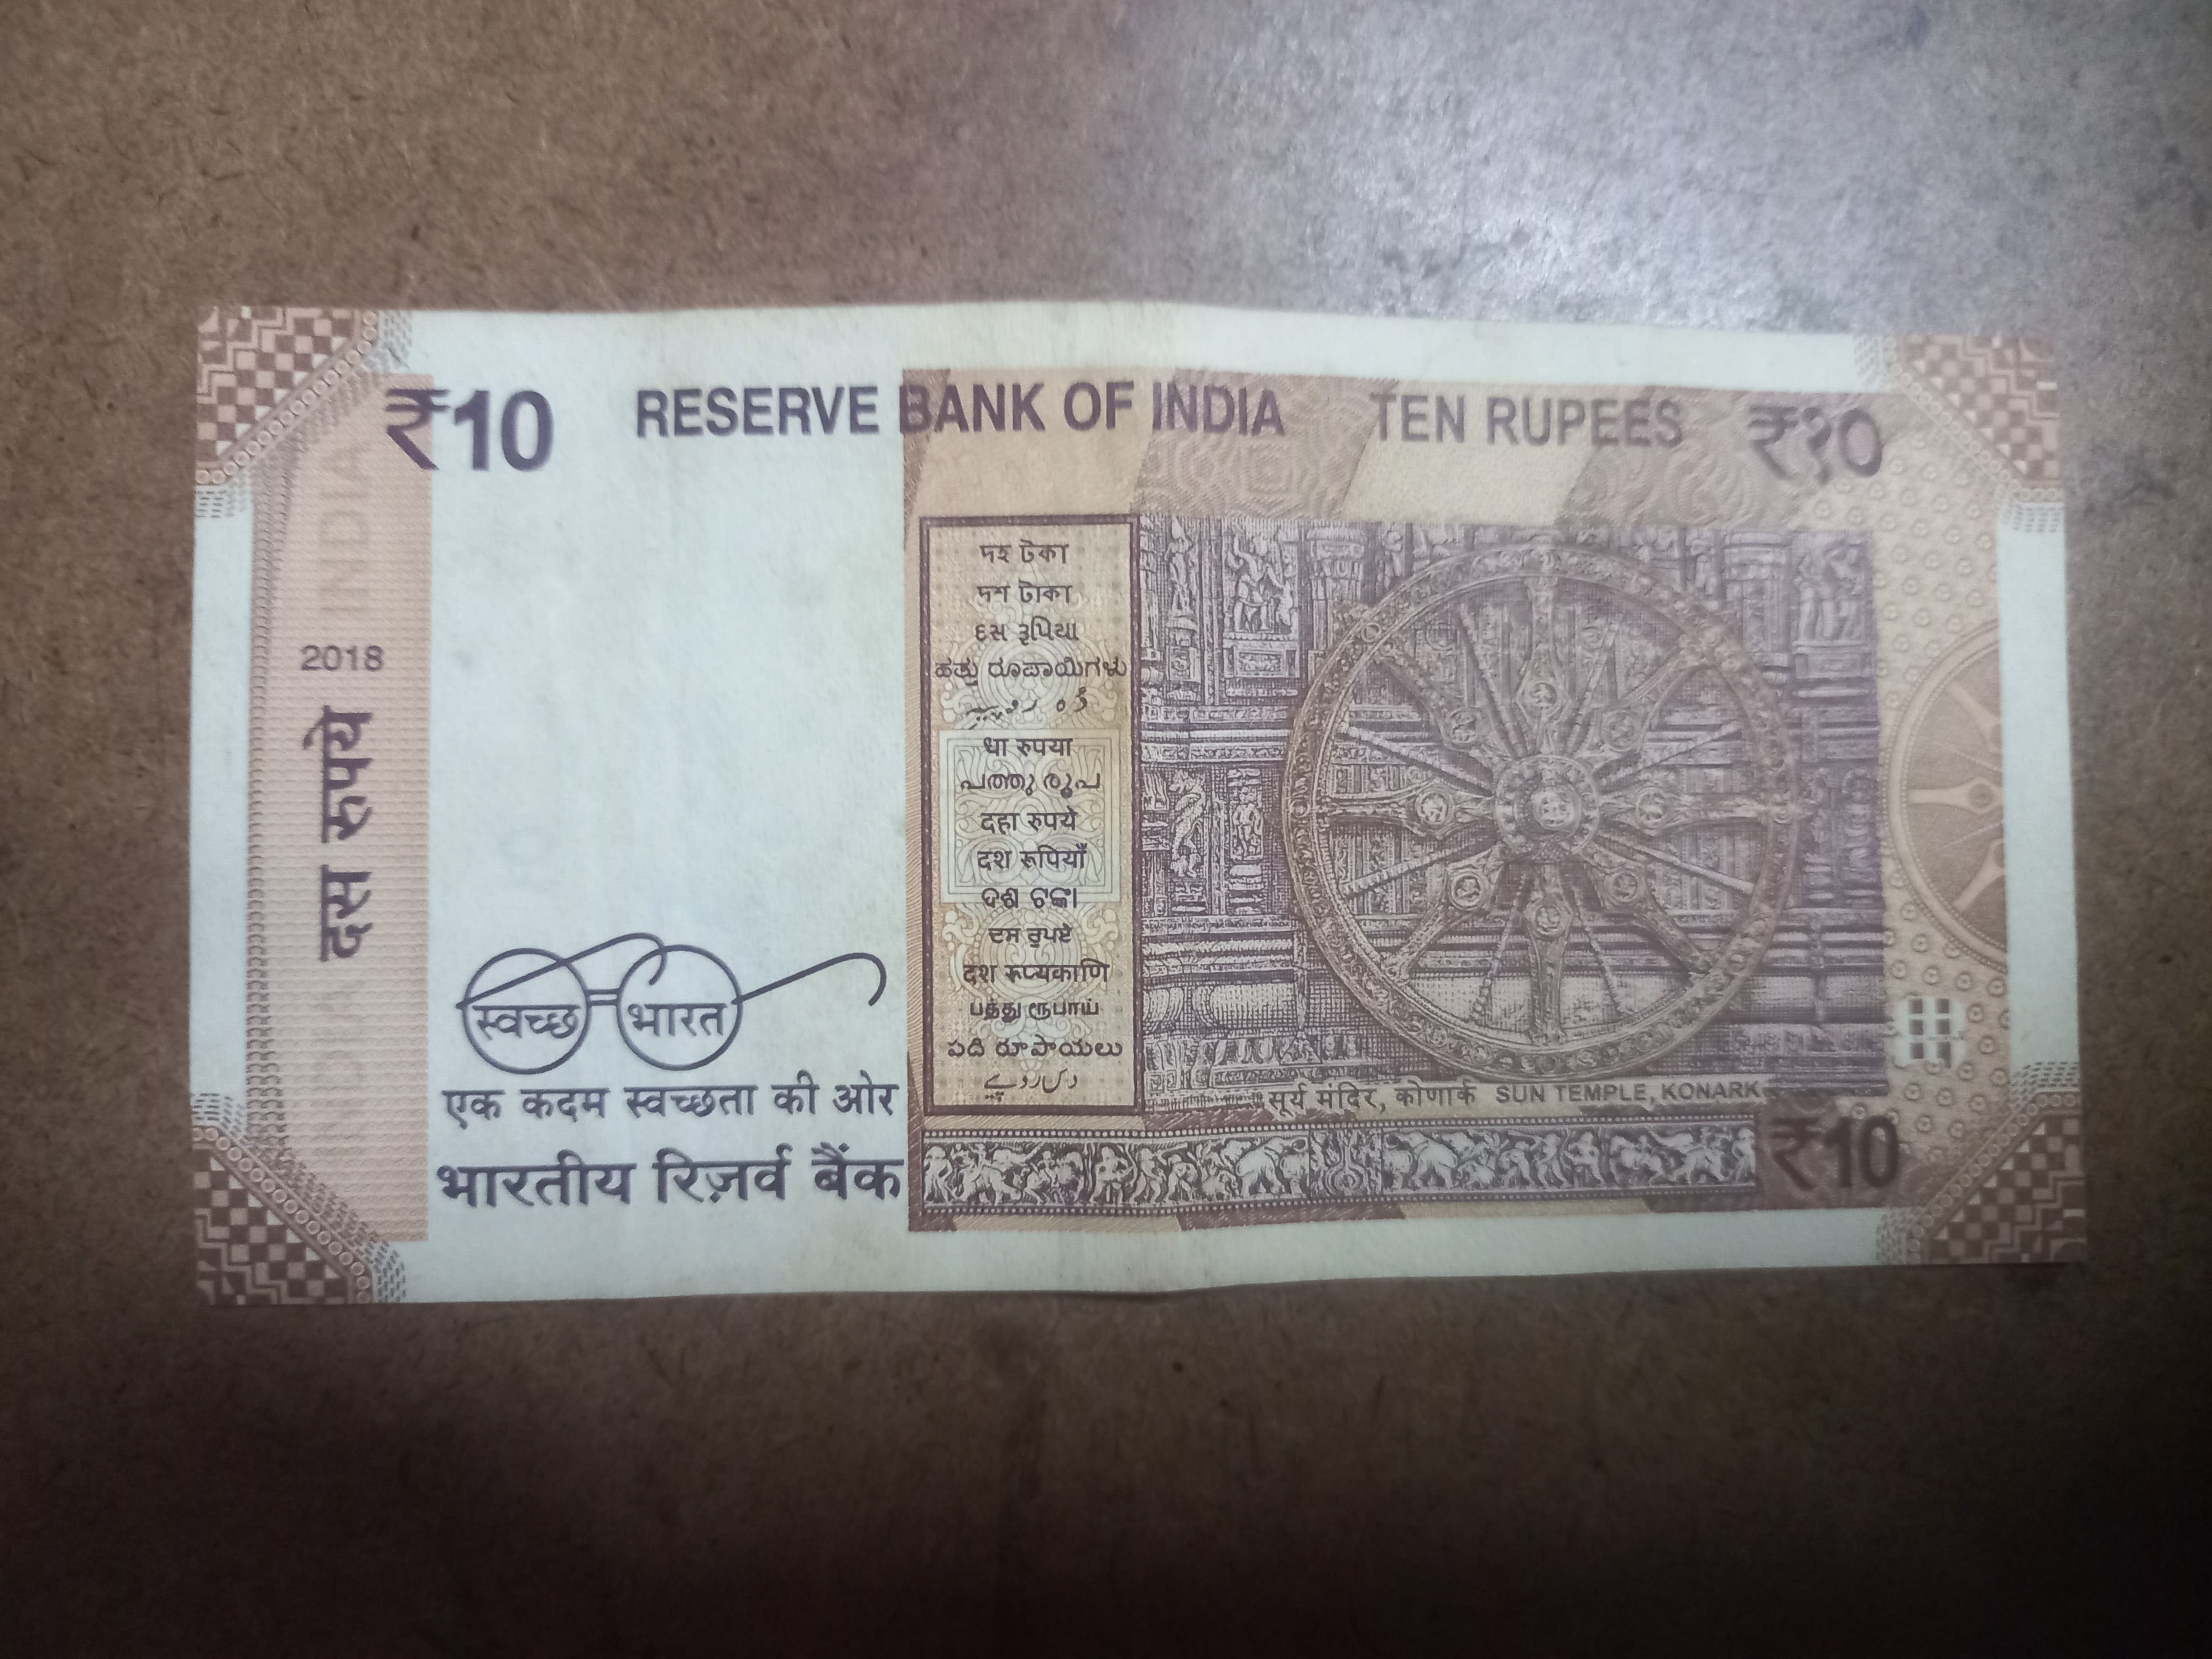 ₹10 RESERVE BANK OF INDIA TEN RUPEES ₹१०
INDIA
2018
दस रुपये
দহ টকা
দশ টাকা
દસ રૂપિયા
ಹತ್ತು ರೂಪಾಯಿಗಳು
धा रुपया
പത്തു രൂപ
दहा रुपये
दश रूपियाँ
ଦଶ ଟଙ୍କା
ਦਸ ਰੁਪਏ
दश रूप्यकाणि
பத்து ரூபாய்
పది రూపాయలు
دس روپے
स्वच्छ भारत
एक कदम स्वच्छता की ओर
भारतीय रिज़र्व बैंक
सूर्य मंदिर, कोणार्क SUN TEMPLE, KONARK
₹10